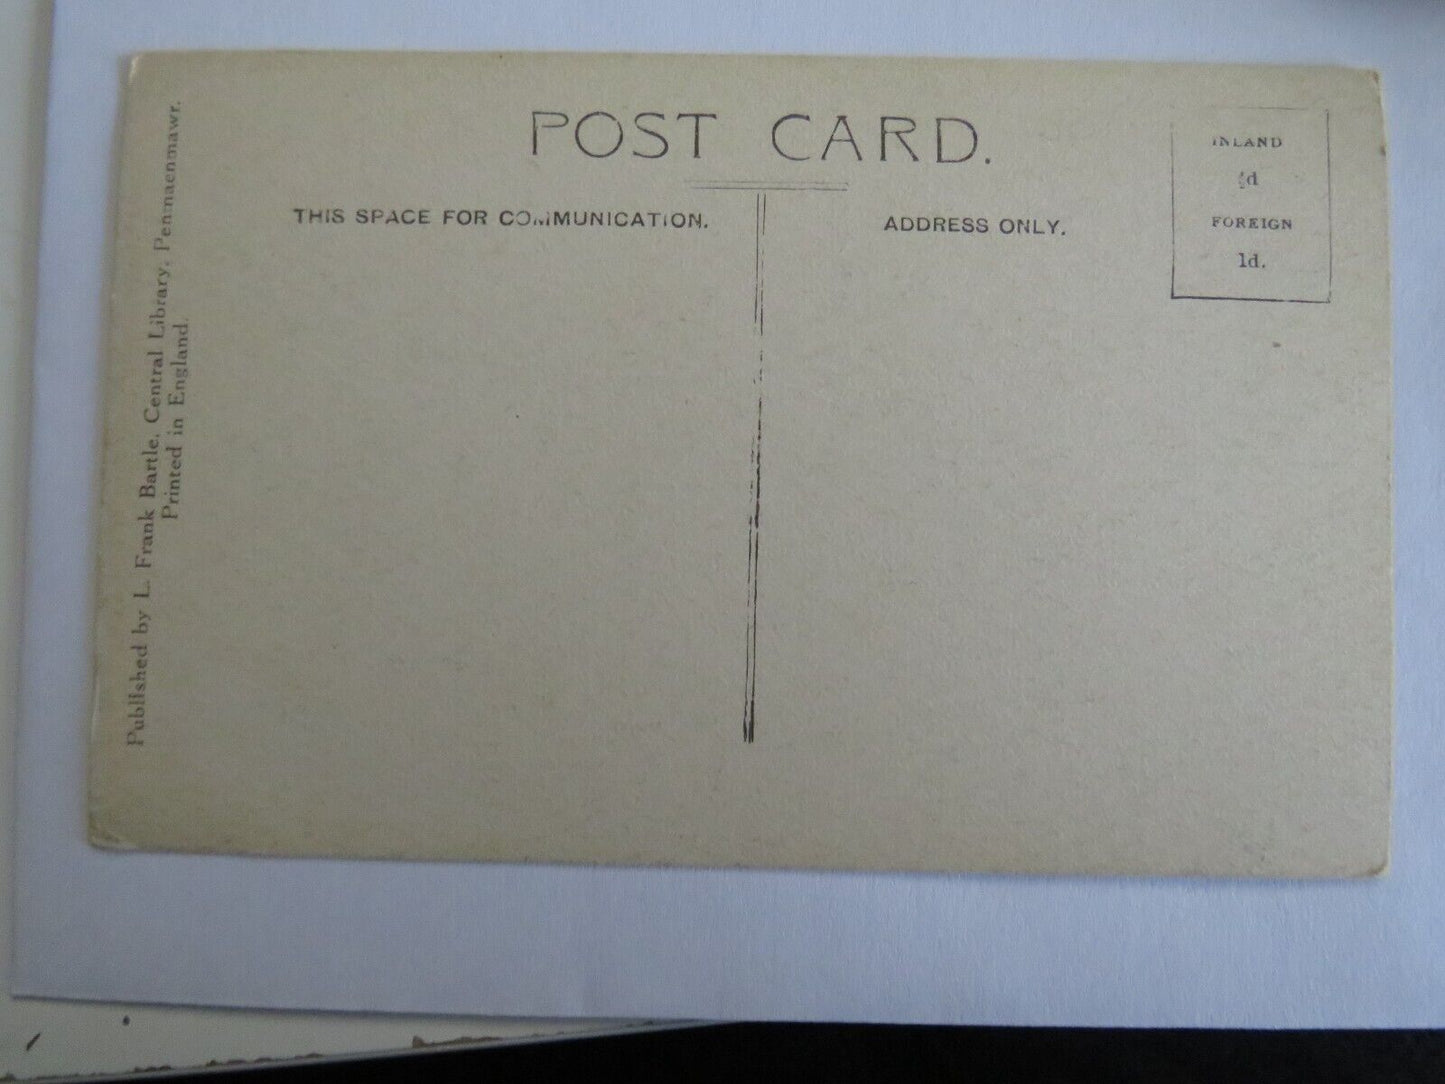 POST CARD.
THIS SPACE FOR COMMUNICATION.
ADDRESS ONLY.
INLAND
½d
FOREIGN
1d.
Published by L. Frank Bartle, Central Library, Penmaenmawr.
Printed in England.